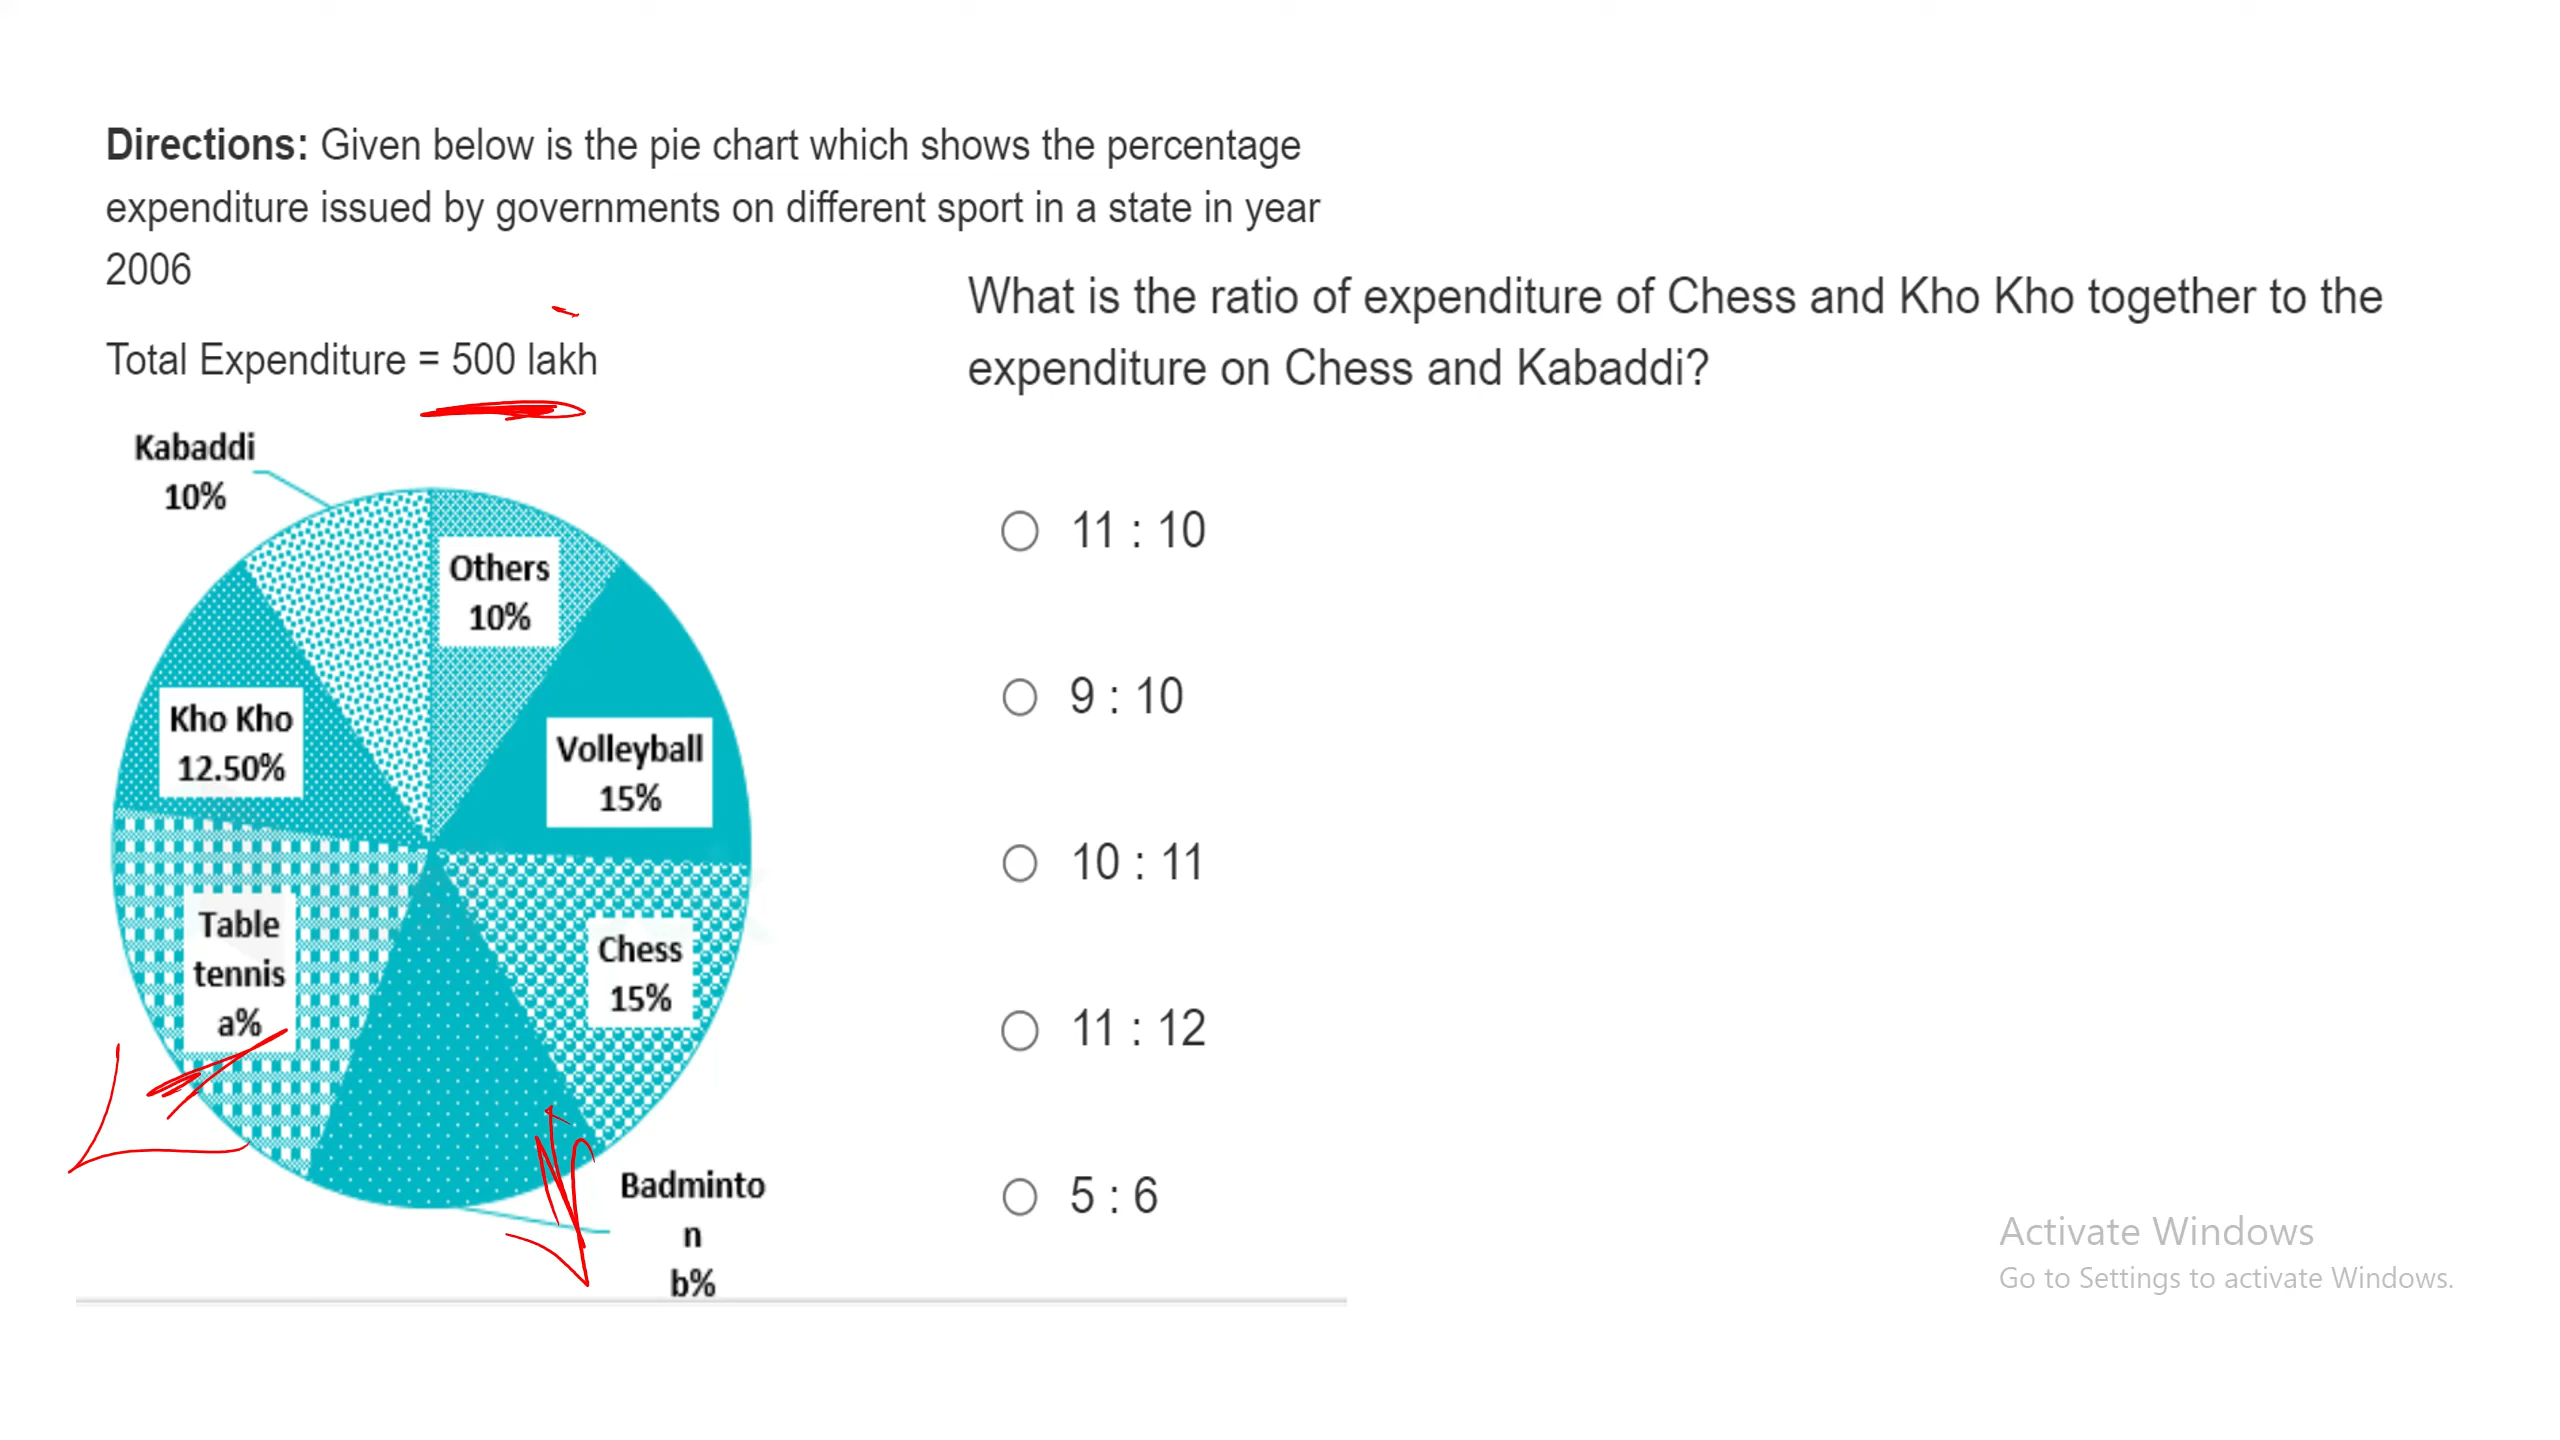 Directions: Given below is the pie chart which shows the percentage
expenditure issued by governments on different sport in a state in year
2006
Total Expenditure = 500 lakh
What is the ratio of expenditure of Chess and Kho Kho together to the
expenditure on Chess and Kabaddi?
Kabaddi
10%
Others
10%
Kho Kho
12.50%
Volleyball
15%
Table
tennis
a%
Chess
15%
Badminto
n
b%
11 : 10
9 : 10
10 : 11
11 : 12
5 : 6
Activate Windows
Go to Settings to activate Windows.